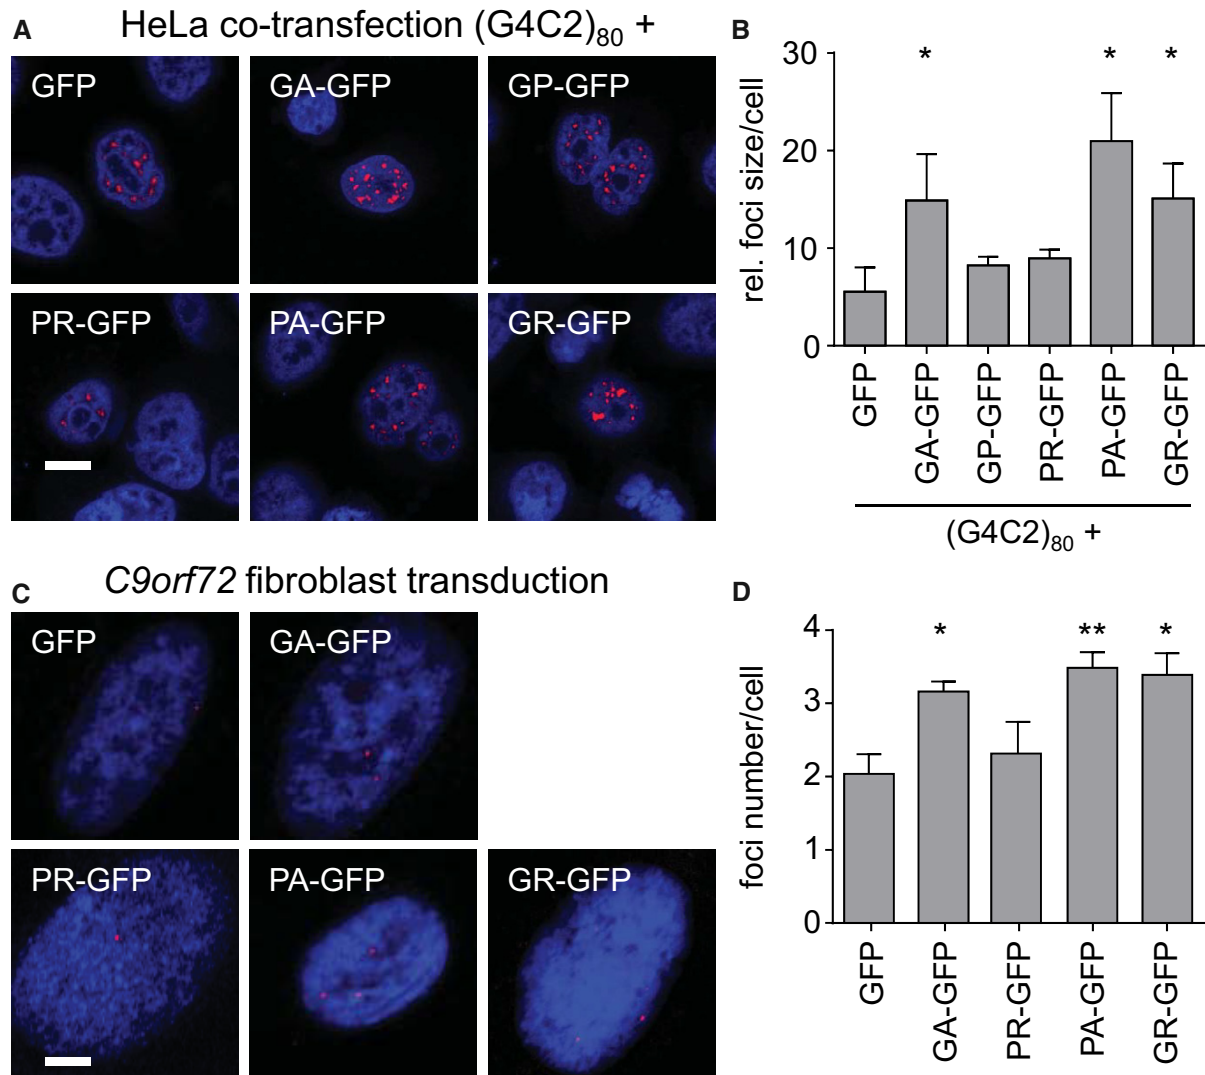 A
HeLa co-transfection (G4C2)80 +
GFP
GA-GFP
GP-GFP
PR-GFP
PA-GFP
GR-GFP
B
rel. foci size/cell
30
20
10
0
*
*
*
GFP
GA-GFP
GP-GFP
PR-GFP
PA-GFP
GR-GFP
(G4C2)80 +
C
C9orf72 fibroblast transduction
GFP
GA-GFP
PR-GFP
PA-GFP
GR-GFP
D
foci number/cell
4
3
2
1
0
*
**
*
GFP
GA-GFP
PR-GFP
PA-GFP
GR-GFP